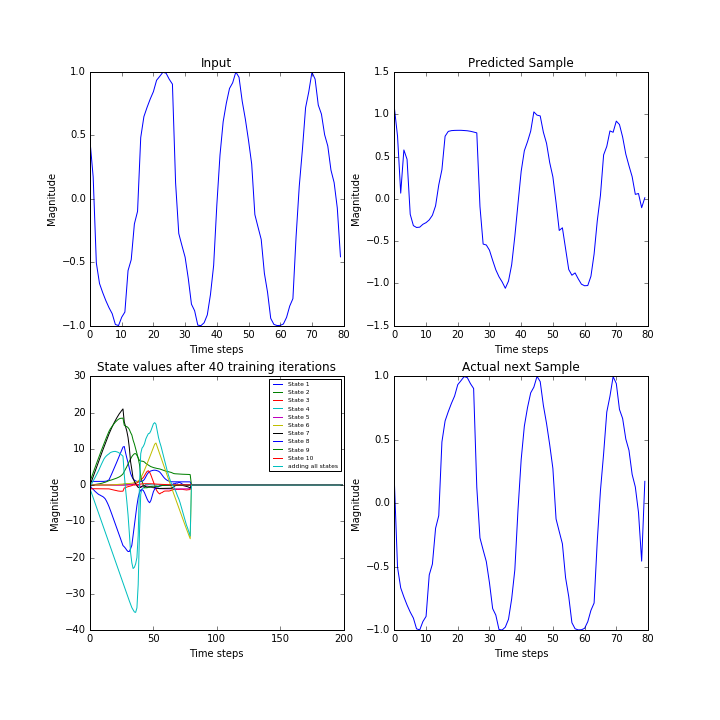 Input
1.0
0.5
0.0
−0.5
−1.0
Magnitude
0 10 20 30 40 50 60 70 80
Time steps
Predicted Sample
1.5
1.0
0.5
0.0
−0.5
−1.0
−1.5
Magnitude
0 10 20 30 40 50 60 70 80
Time steps
State values after 40 training iterations
30
20
10
0
−10
−20
−30
−40
Magnitude
0 50 100 150 200
Time steps
State 1
State 2
State 3
State 4
State 5
State 6
State 7
State 8
State 9
State 10
adding all states
Actual next Sample
1.0
0.5
0.0
−0.5
−1.0
Magnitude
0 10 20 30 40 50 60 70 80
Time steps